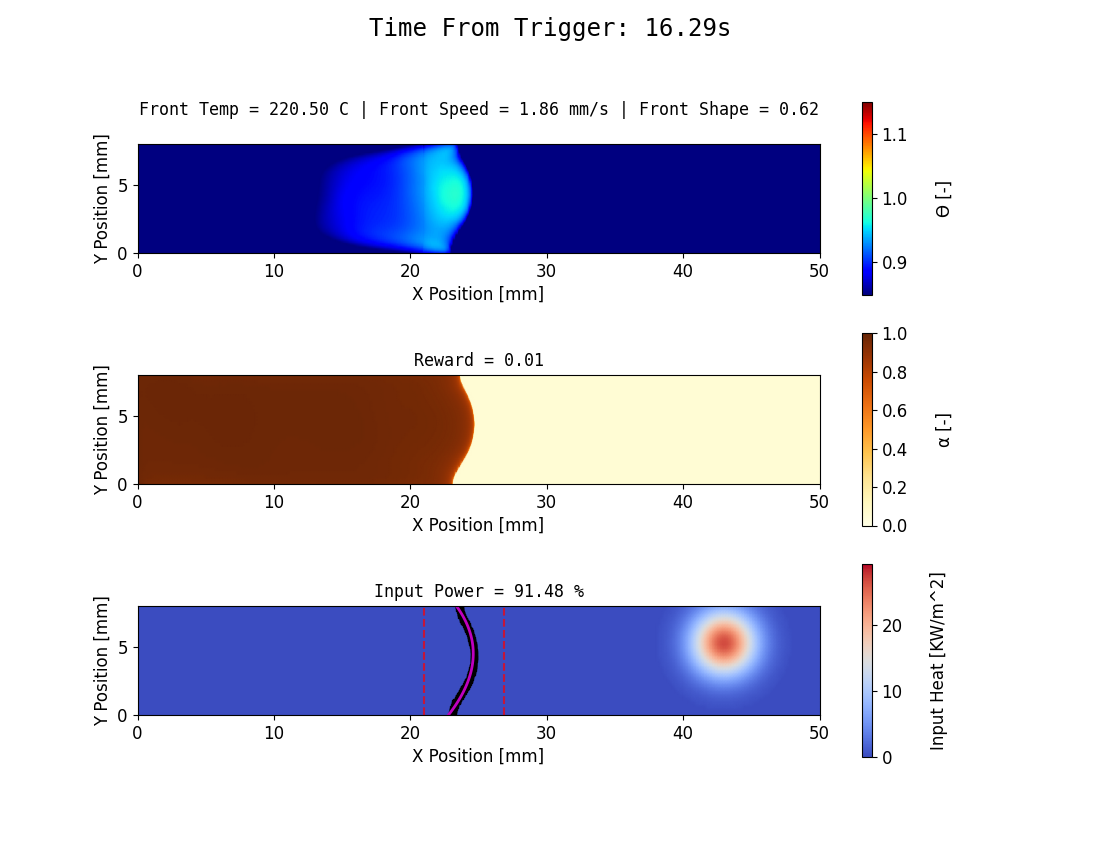 Time From Trigger: 16.29s
Front Temp = 220.50 C | Front Speed = 1.86 mm/s | Front Shape = 0.62
Y Position [mm]
5
0
0 10 20 30 40 50
X Position [mm]
1.1
1.0
0.9
Θ [-]
Reward = 0.01
Y Position [mm]
5
0
0 10 20 30 40 50
X Position [mm]
1.0
0.8
0.6
0.4
0.2
0.0
α [-]
Input Power = 91.48 %
Y Position [mm]
5
0
0 10 20 30 40 50
X Position [mm]
20
10
0
Input Heat [KW/m^2]